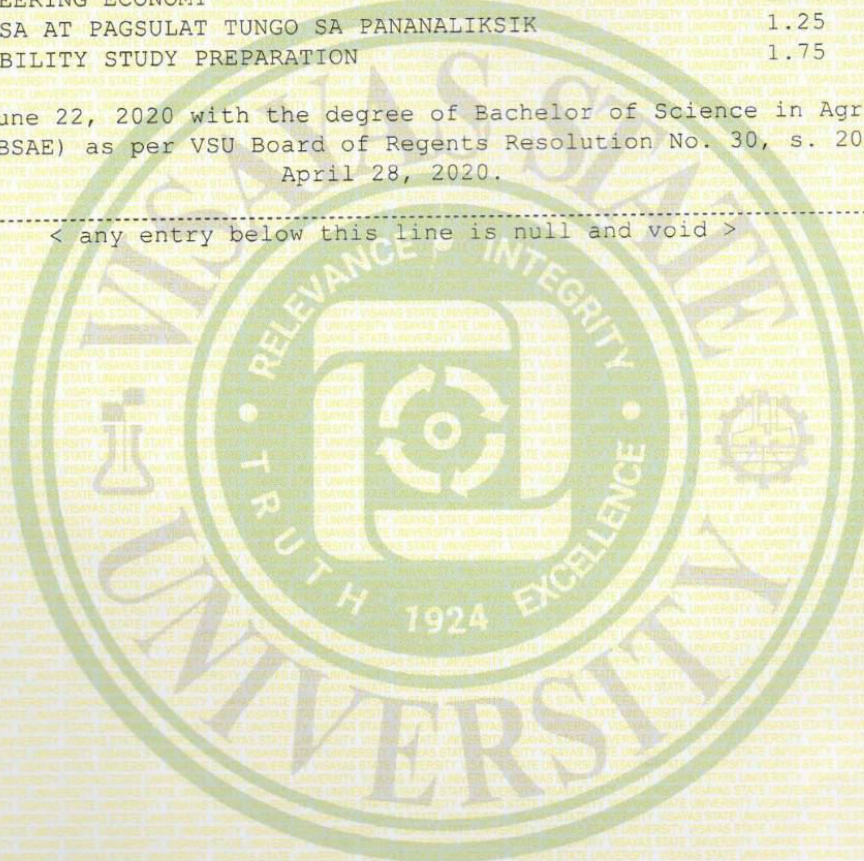 EERING ECONOMY
SA AT PAGSULAT TUNGO SA PANANALIKSIK 1.25
BILITY STUDY PREPARATION 1.75
une 22, 2020 with the degree of Bachelor of Science in Agr
BSAE) as per VSU Board of Regents Resolution No. 30, s. 20
April 28, 2020.
< any entry below this line is null and void >
VISAYAS STATE
UNIVERSITY
RELEVANCE • INTEGRITY
• TRUTH 1924 EXCELLENCE •